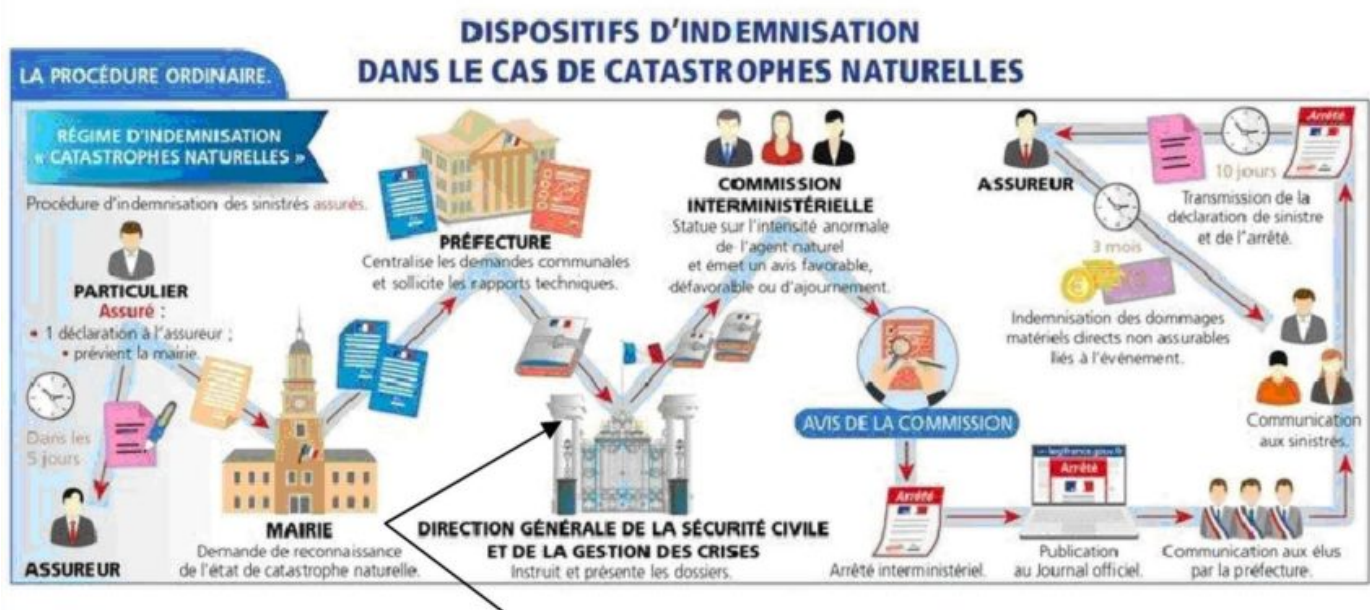 DISPOSITIFS D'INDEMNISATION
DANS LE CAS DE CATASTROPHES NATURELLES
LA PROCÉDURE ORDINAIRE.
RÉGIME D'INDEMNISATION
« CATASTROPHES NATURELLES »
Procédure d'indemnisation des sinistrés assurés.
PARTICULIER
Assuré :
• 1 déclaration à l'assureur ;
• prévient la mairie.
Dans les
5 jours
ASSUREUR
MAIRIE
Demande de reconnaissance
de l'état de catastrophe naturelle.
PRÉFECTURE
Centralise les demandes communales
et sollicite les rapports techniques.
DIRECTION GÉNÉRALE DE LA SÉCURITÉ CIVILE
ET DE LA GESTION DES CRISES
Instruit et présente les dossiers.
COMMISSION
INTERMINISTÉRIELLE
Statue sur l'intensité anormale
de l'agent naturel
et émet un avis favorable,
défavorable ou d'ajournement.
AVIS DE LA COMMISSION
Arrêté
Arrêté interministériel.
legifrance.gouv.fr
Arrêté
Publication
au Journal officiel.
Communication aux élus
par la préfecture.
Communication
aux sinistrés.
Arrêté
10 jours
Transmission de la
déclaration de sinistre
et de l'arrêté.
ASSUREUR
3 mois
Indemnisation des dommages
matériels directs non assurables
liés à l'événement.